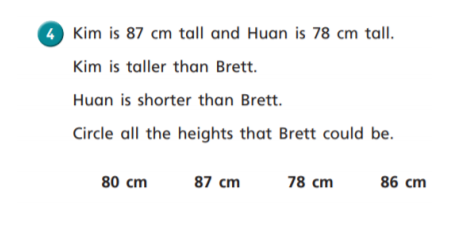 4 Kim is 87 cm tall and Huan is 78 cm tall.
Kim is taller than Brett.
Huan is shorter than Brett.
Circle all the heights that Brett could be.
80 cm 87 cm 78 cm 86 cm